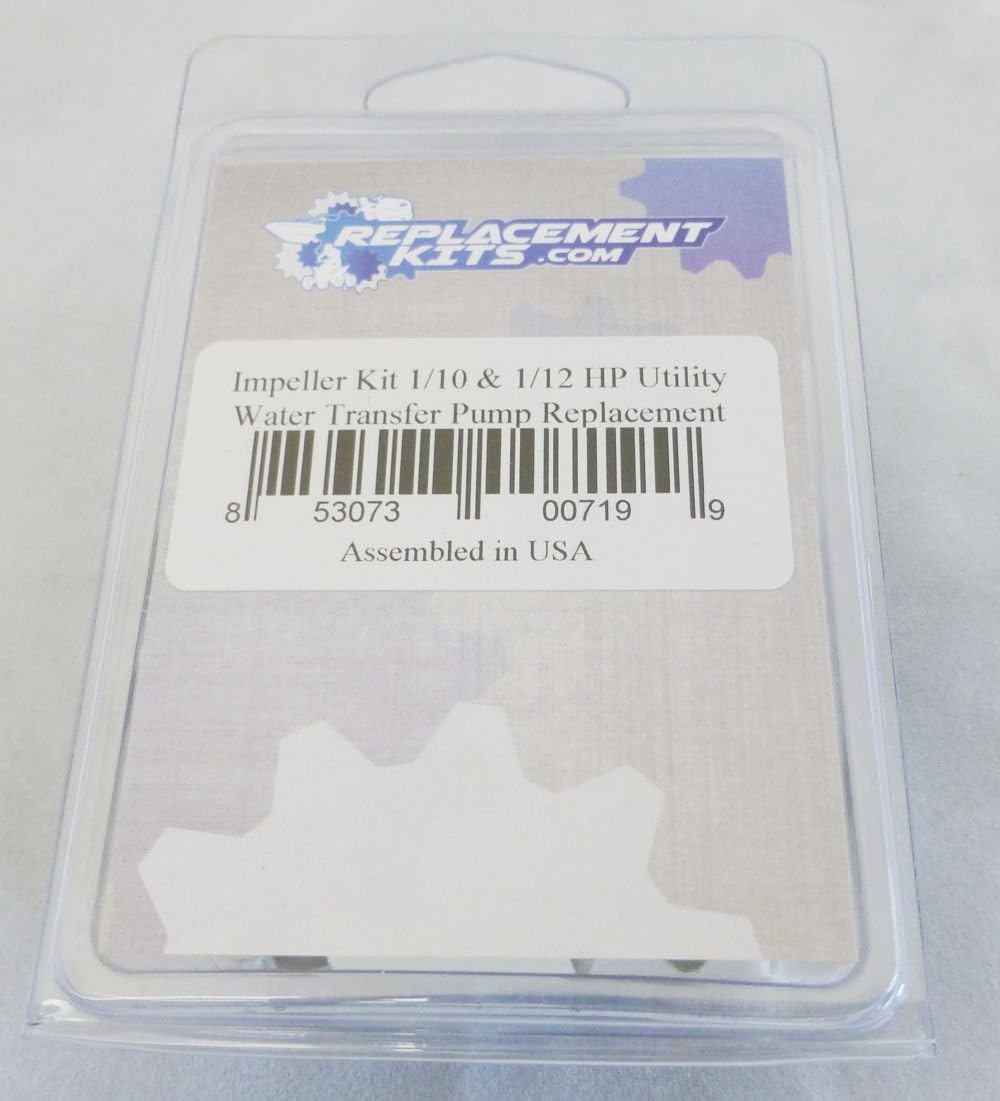 REPLACEMENT
KITS.COM
Impeller Kit 1/10 & 1/12 HP Utility
Water Transfer Pump Replacement
8 53073 00719 9
Assembled in USA